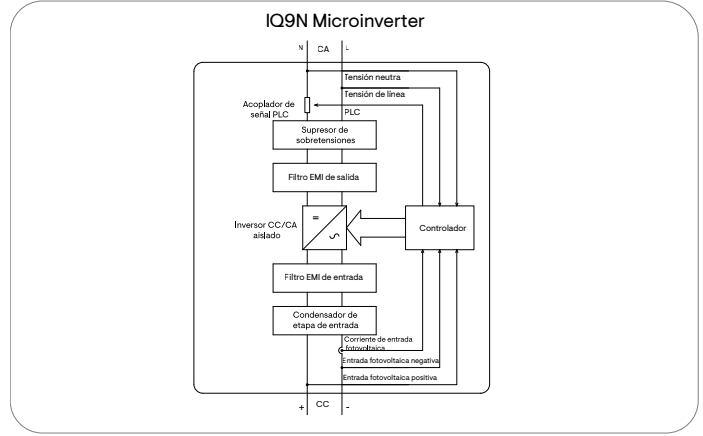 IQ9N Microinverter
N CA L
Tensión neutra
Tensión de línea
Acoplador de
señal PLC
PLC
Supresor de
sobretensiones
Filtro EMI de salida
Inversor CC/CA
aislado
=
Controlador
Filtro EMI de entrada
Condensador de
etapa de entrada
Corriente de entrada
fotovoltaica
Entrada fotovoltaica negativa
Entrada fotovoltaica positiva
+ CC -